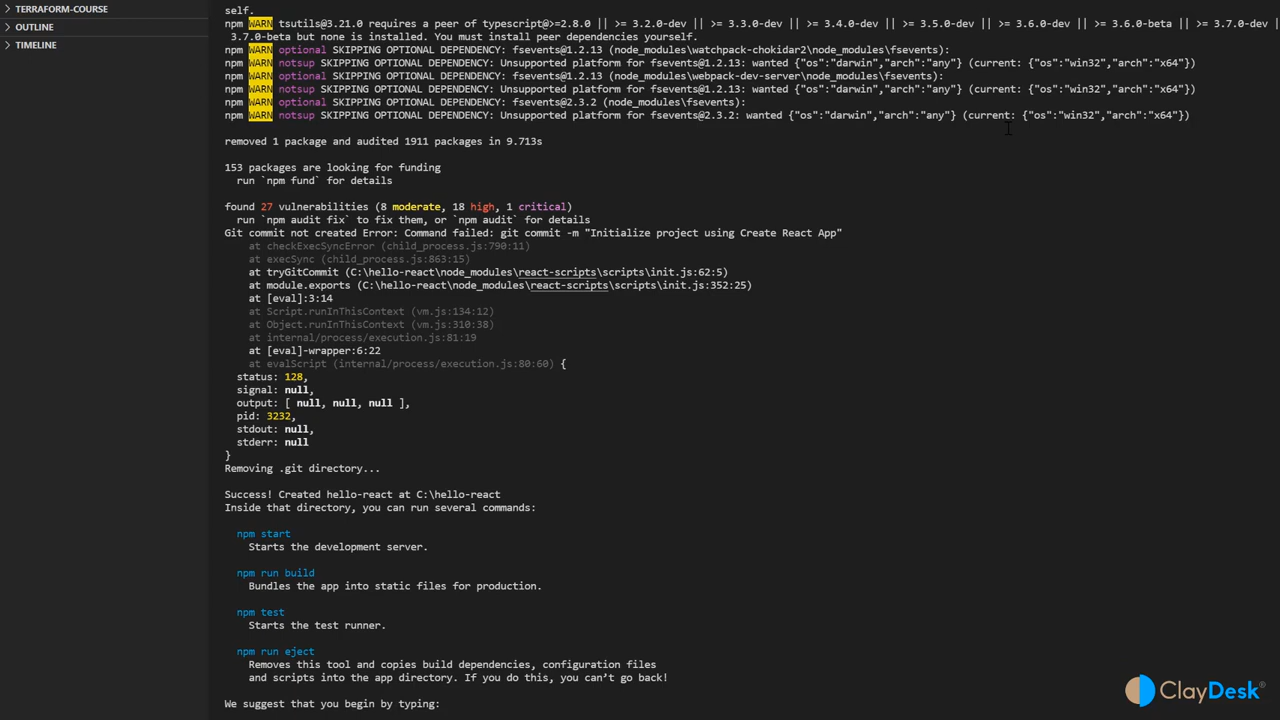 TERRAFORM-COURSE
OUTLINE
TIMELINE
self.
npm WARN tsutils@3.21.0 requires a peer of typescript@>=2.8.0 || >= 3.2.0-dev || >= 3.3.0-dev || >= 3.4.0-dev || >= 3.5.0-dev || >= 3.6.0-dev || >= 3.6.0-beta || >= 3.7.0-dev ||
3.7.0-beta but none is installed. You must install peer dependencies yourself.
npm WARN optional SKIPPING OPTIONAL DEPENDENCY: fsevents@1.2.13 (node_modules\watchpack-chokidar2\node_modules\fsevents):
npm WARN notsup SKIPPING OPTIONAL DEPENDENCY: Unsupported platform for fsevents@1.2.13: wanted {"os":"darwin","arch":"any"} (current: {"os":"win32","arch":"x64"})
npm WARN optional SKIPPING OPTIONAL DEPENDENCY: fsevents@1.2.13 (node_modules\webpack-dev-server\node_modules\fsevents):
npm WARN notsup SKIPPING OPTIONAL DEPENDENCY: Unsupported platform for fsevents@1.2.13: wanted {"os":"darwin","arch":"any"} (current: {"os":"win32","arch":"x64"})
npm WARN optional SKIPPING OPTIONAL DEPENDENCY: fsevents@2.3.2 (node_modules\fsevents):
npm WARN notsup SKIPPING OPTIONAL DEPENDENCY: Unsupported platform for fsevents@2.3.2: wanted {"os":"darwin","arch":"any"} (current: {"os":"win32","arch":"x64"})
removed 1 package and audited 1911 packages in 9.713s
153 packages are looking for funding
run `npm fund` for details
found 27 vulnerabilities (8 moderate, 18 high, 1 critical)
run `npm audit fix` to fix them, or `npm audit` for details
Git commit not created Error: Command failed: git commit -m "Initialize project using Create React App"
at checkExecSyncError (child_process.js:790:11)
at execSync (child_process.js:863:15)
at tryGitCommit (C:\hello-react\node_modules\react-scripts\scripts\init.js:62:5)
at module.exports (C:\hello-react\node_modules\react-scripts\scripts\init.js:352:25)
at [eval]:3:14
at Script.runInThisContext (vm.js:134:12)
at Object.runInThisContext (vm.js:310:38)
at internal/process/execution.js:81:19
at [eval]-wrapper:6:22
at evalScript (internal/process/execution.js:80:60) {
status: 128,
signal: null,
output: [ null, null, null ],
pid: 3232,
stdout: null,
stderr: null
}
Removing .git directory...
Success! Created hello-react at C:\hello-react
Inside that directory, you can run several commands:
npm start
Starts the development server.
npm run build
Bundles the app into static files for production.
npm test
Starts the test runner.
npm run eject
Removes this tool and copies build dependencies, configuration files
and scripts into the app directory. If you do this, you can’t go back!
We suggest that you begin by typing:
ClayDesk